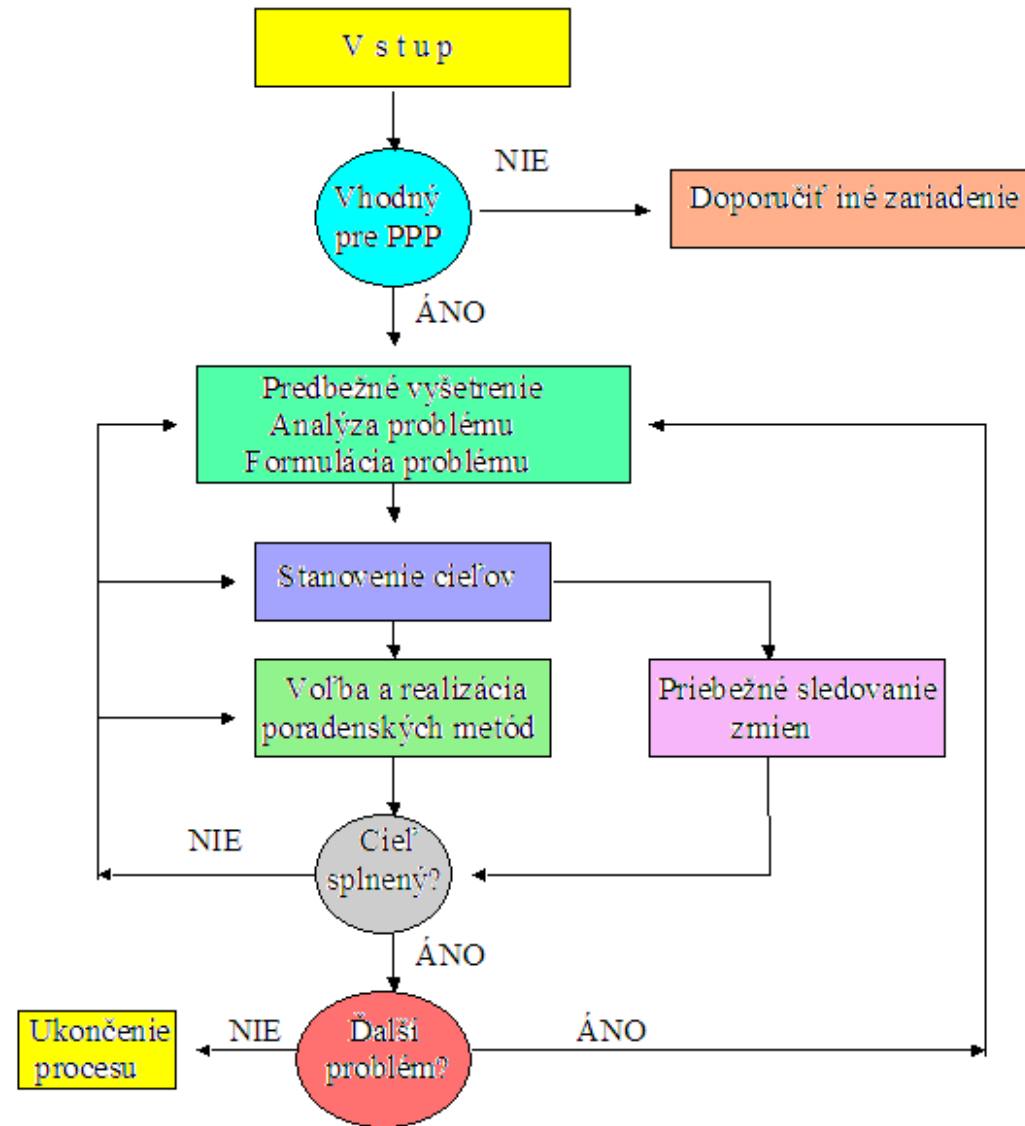 V s t u p
NIE
Vhodný
pre PPP
Doporučiť iné zariadenie
ÁNO
Predbežné vyšetrenie
Analýza problému
Formulácia problému
Stanovenie cieľov
Voľba a realizácia
poradenských metód
Priebežné sledovanie
zmien
NIE
Cieľ
splnený?
ÁNO
Ukončenie
procesu
NIE
Ďalší
problém?
ÁNO